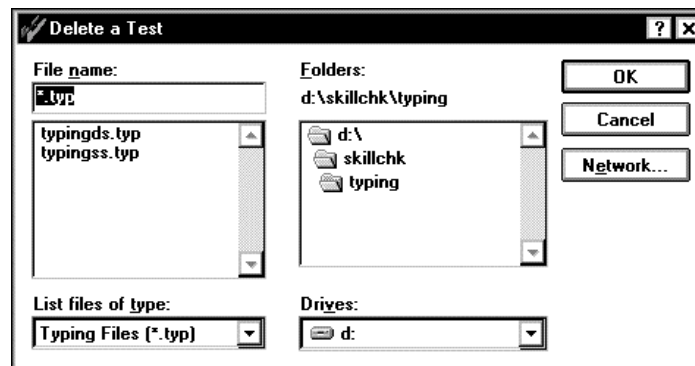 Delete a Test
? X
File name:
*.typ
typingds.typ
typingss.typ
List files of type:
Typing Files (*.typ)
Folders:
d:\skillchk\typing
d:\
skillchk
typing
Drives:
d:
OK
Cancel
Network...